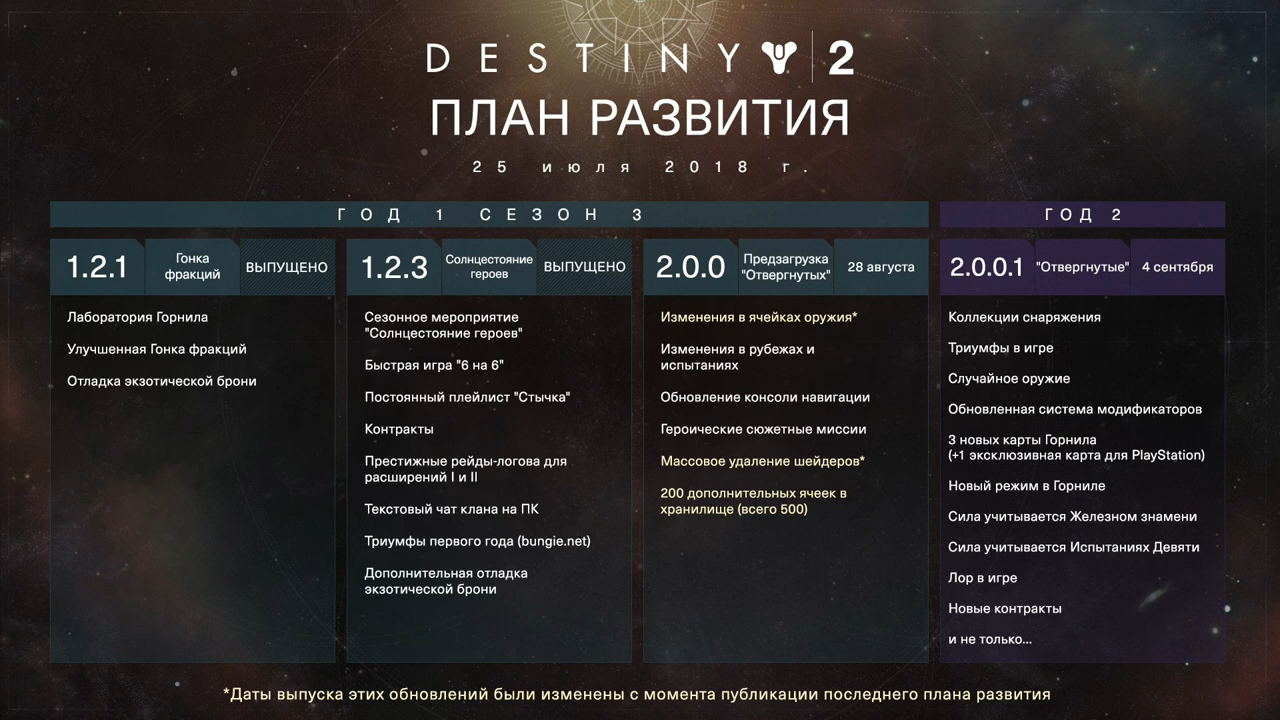 DESTINY 2
ПЛАН РАЗВИТИЯ
25 июля 2018 г.
ГОД 1 СЕЗОН 3
1.2.1
Гонка
фракций
ВЫПУЩЕНО
Лаборатория Горнила
Улучшенная Гонка фракций
Отладка экзотической брони
1.2.3
Солнцестояние
героев
ВЫПУЩЕНО
Сезонное мероприятие
"Солнцестояние героев"
Быстрая игра "6 на 6"
Постоянный плейлист "Стычка"
Контракты
Престижные рейды-логова для
расширений I и II
Текстовый чат клана на ПК
Триумфы первого года (bungie.net)
Дополнительная отладка
экзотической брони
2.0.0
Предзагрузка
"Отвергнутых"
28 августа
Изменения в ячейках оружия*
Изменения в рубежах и
испытаниях
Обновление консоли навигации
Героические сюжетные миссии
Массовое удаление шейдеров*
200 дополнительных ячеек в
хранилище (всего 500)
ГОД 2
2.0.0.1
"Отвергнутые"
4 сентября
Коллекции снаряжения
Триумфы в игре
Случайное оружие
Обновленная система модификаторов
3 новых карты Горнила
(+1 эксклюзивная карта для PlayStation)
Новый режим в Горниле
Сила учитывается Железном знамени
Сила учитывается Испытаниях Девяти
Лор в игре
Новые контракты
и не только...
*Даты выпуска этих обновлений были изменены с момента публикации последнего плана развития